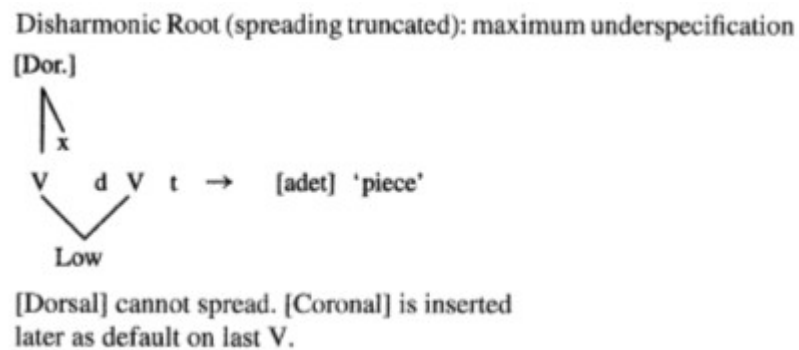 Disharmonic Root (spreading truncated): maximum underspecification
[Dor.]
x
V d V t → [adet] ‘piece’
Low
[Dorsal] cannot spread. [Coronal] is inserted
later as default on last V.